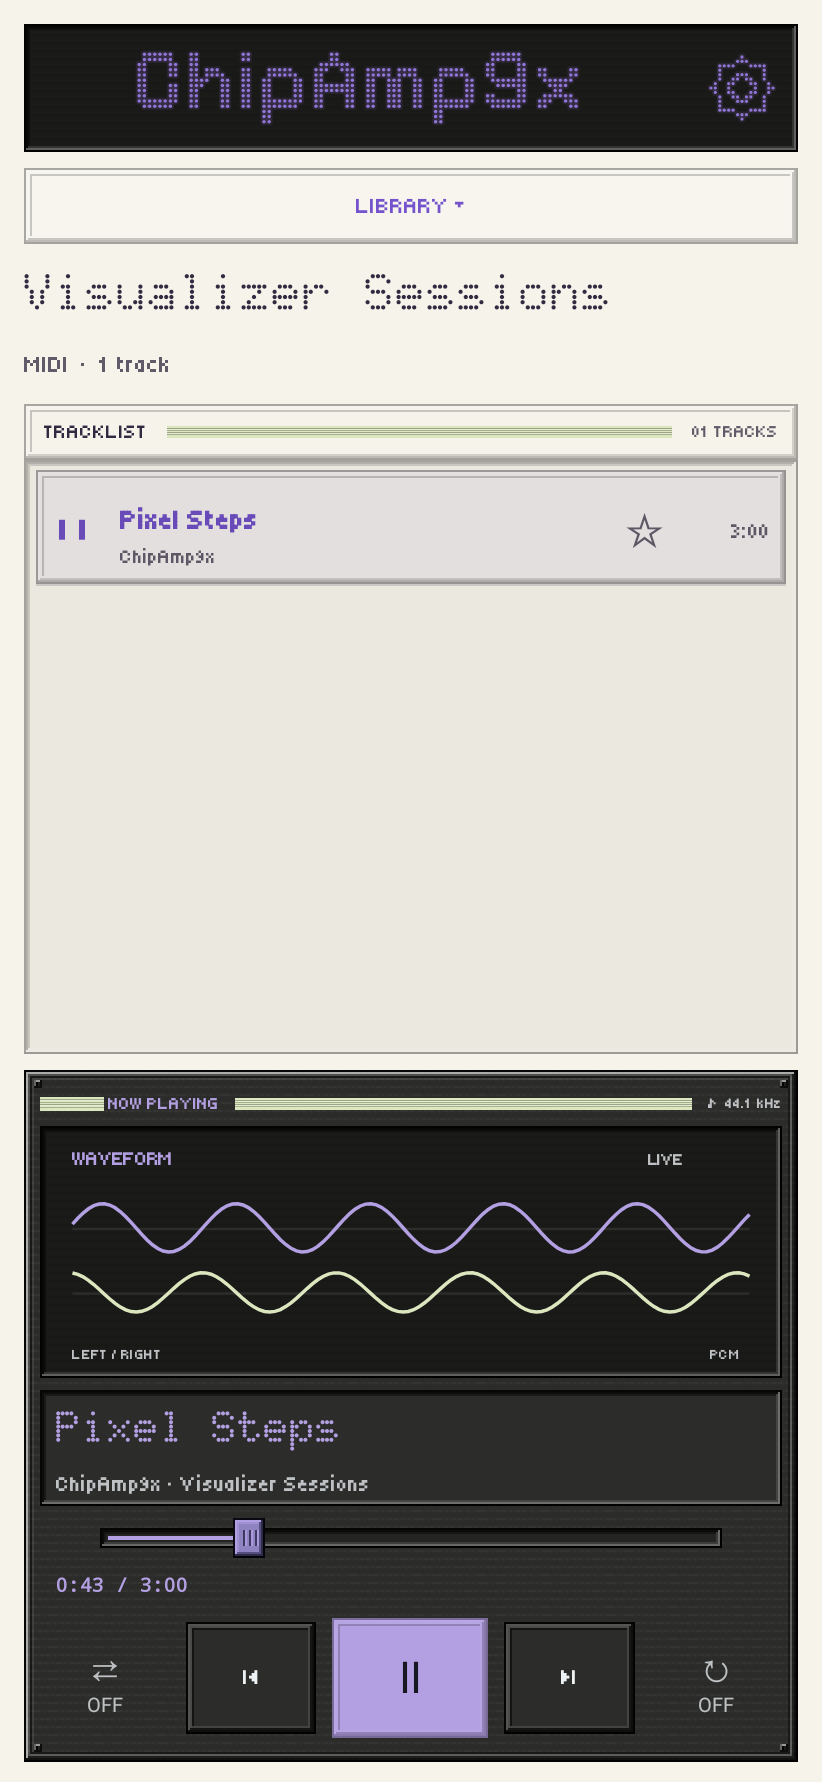 ChipAmp9x
LIBRARY
Visualizer Sessions
MIDI · 1 track
TRACKLIST
01 TRACKS
Pixel Steps
3:00
ChipAmp9x
NOW PLAYING
♪ 44.1 kHz
WAVEFORM
LIVE
LEFT / RIGHT
PCM
Pixel Steps
ChipAmp9x · Visualizer Sessions
0:43 / 3:00
OFF
OFF